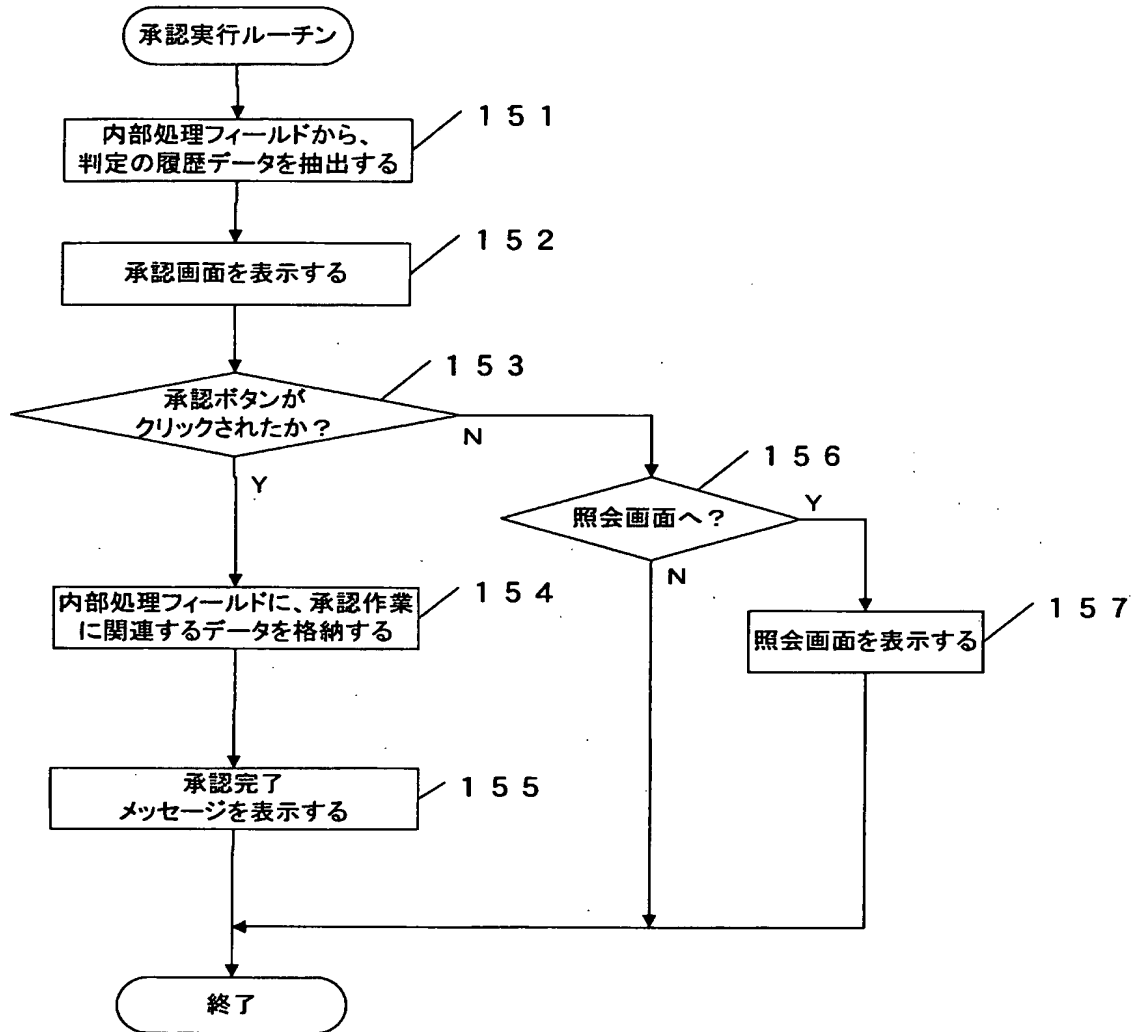 承認実行ルーチン
151
内部処理フィールドから、
判定の履歴データを抽出する
152
承認画面を表示する
153
承認ボタンが
クリックされたか?
N
Y
156
照会画面へ?
Y
N
154
内部処理フィールドに、承認作業
に関連するデータを格納する
157
照会画面を表示する
155
承認完了
メッセージを表示する
終了